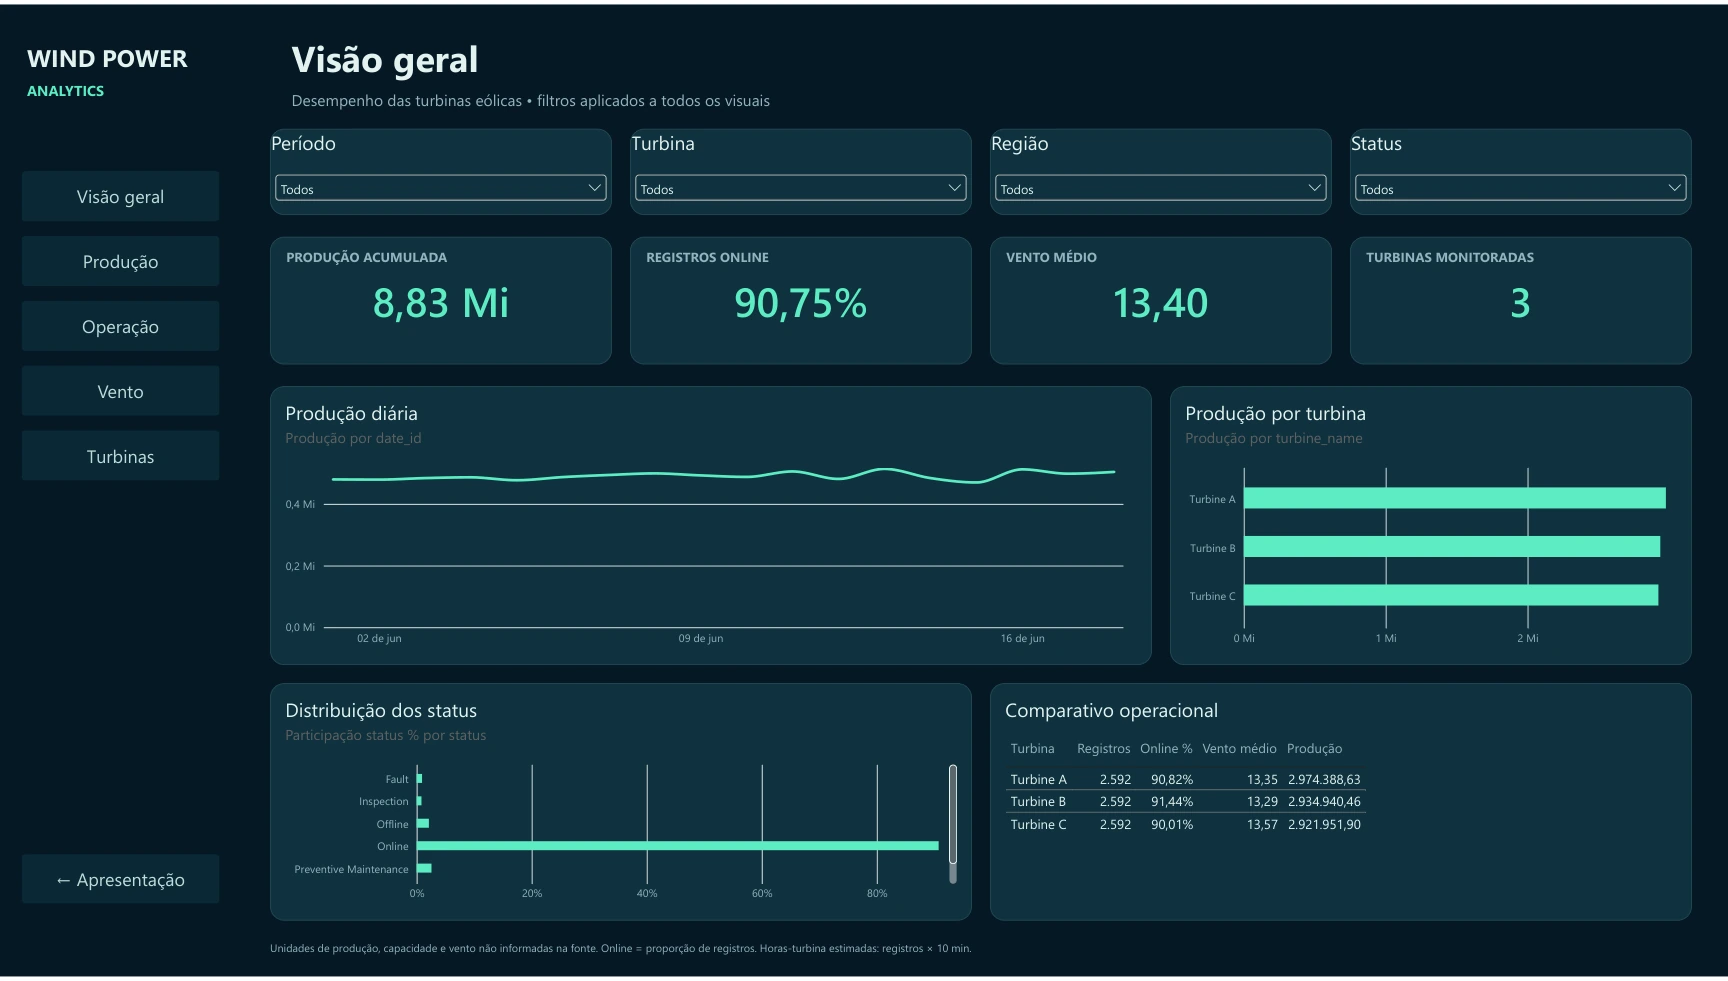 WIND POWER
ANALYTICS
Visão geral
Produção
Operação
Vento
Turbinas
← Apresentação
Visão geral
Desempenho das turbinas eólicas • filtros aplicados a todos os visuais
Período
Todos
Turbina
Todos
Região
Todos
Status
Todos
PRODUÇÃO ACUMULADA
8,83 Mi
REGISTROS ONLINE
90,75%
VENTO MÉDIO
13,40
TURBINAS MONITORADAS
3
Produção diária
Produção por date_id
0,4 Mi
0,2 Mi
0,0 Mi
02 de jun 09 de jun 16 de jun
Produção por turbina
Produção por turbine_name
Turbine A
Turbine B
Turbine C
0 Mi 1 Mi 2 Mi
Distribuição dos status
Participação status % por status
Fault
Inspection
Offline
Online
Preventive Maintenance
0% 20% 40% 60% 80%
Comparativo operacional
Turbina Registros Online % Vento médio Produção
Turbine A 2.592 90,82% 13,35 2.974.388,63
Turbine B 2.592 91,44% 13,29 2.934.940,46
Turbine C 2.592 90,01% 13,57 2.921.951,90
Unidades de produção, capacidade e vento não informadas na fonte. Online = proporção de registros. Horas-turbina estimadas: registros × 10 min.